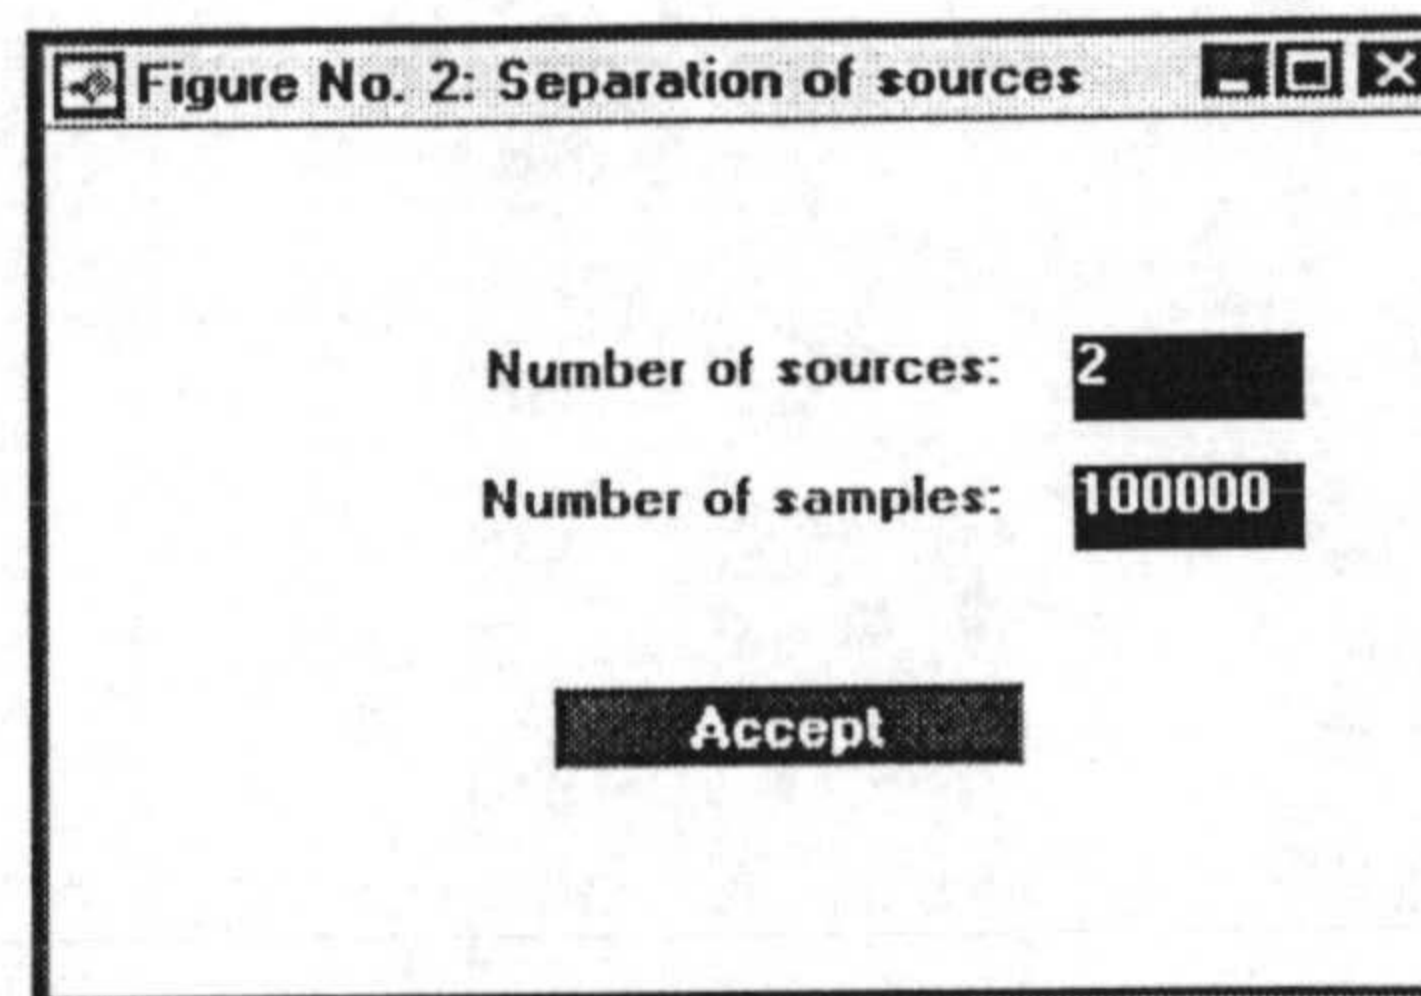 Figure No. 2: Separation of sources
Number of sources: 2
Number of samples: 100000
Accept